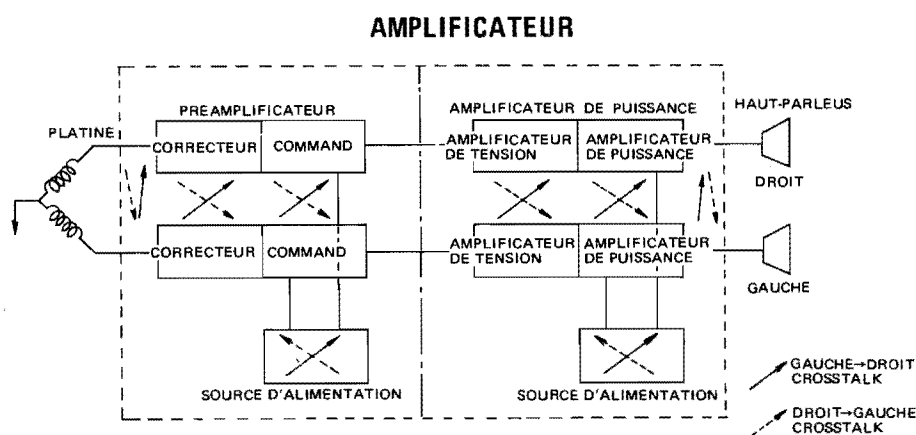 AMPLIFICATEUR
PREAMPLIFICATEUR
AMPLIFICATEUR DE PUISSANCE
HAUT-PARLEUS
PLATINE
CORRECTEUR
COMMAND
AMPLIFICATEUR
DE TENSION
AMPLIFICATEUR
DE PUISSANCE
DROIT
CORRECTEUR
COMMAND
AMPLIFICATEUR
DE TENSION
AMPLIFICATEUR
DE PUISSANCE
GAUCHE
SOURCE D'ALIMENTATION
SOURCE D'ALIMENTATION
GAUCHE→DROIT
CROSSTALK
DROIT→GAUCHE
CROSSTALK